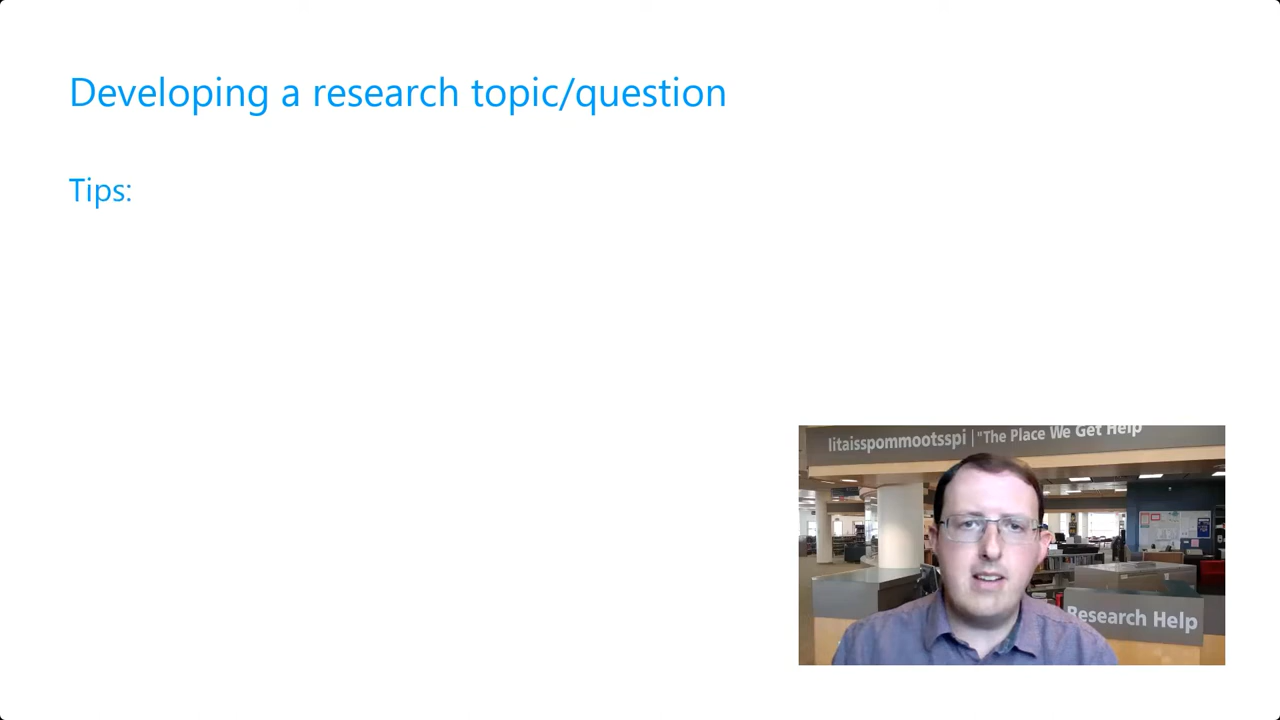 Developing a research topic/question
Tips:
litaisspommootsspi | "The Place We Get Help
Research Help